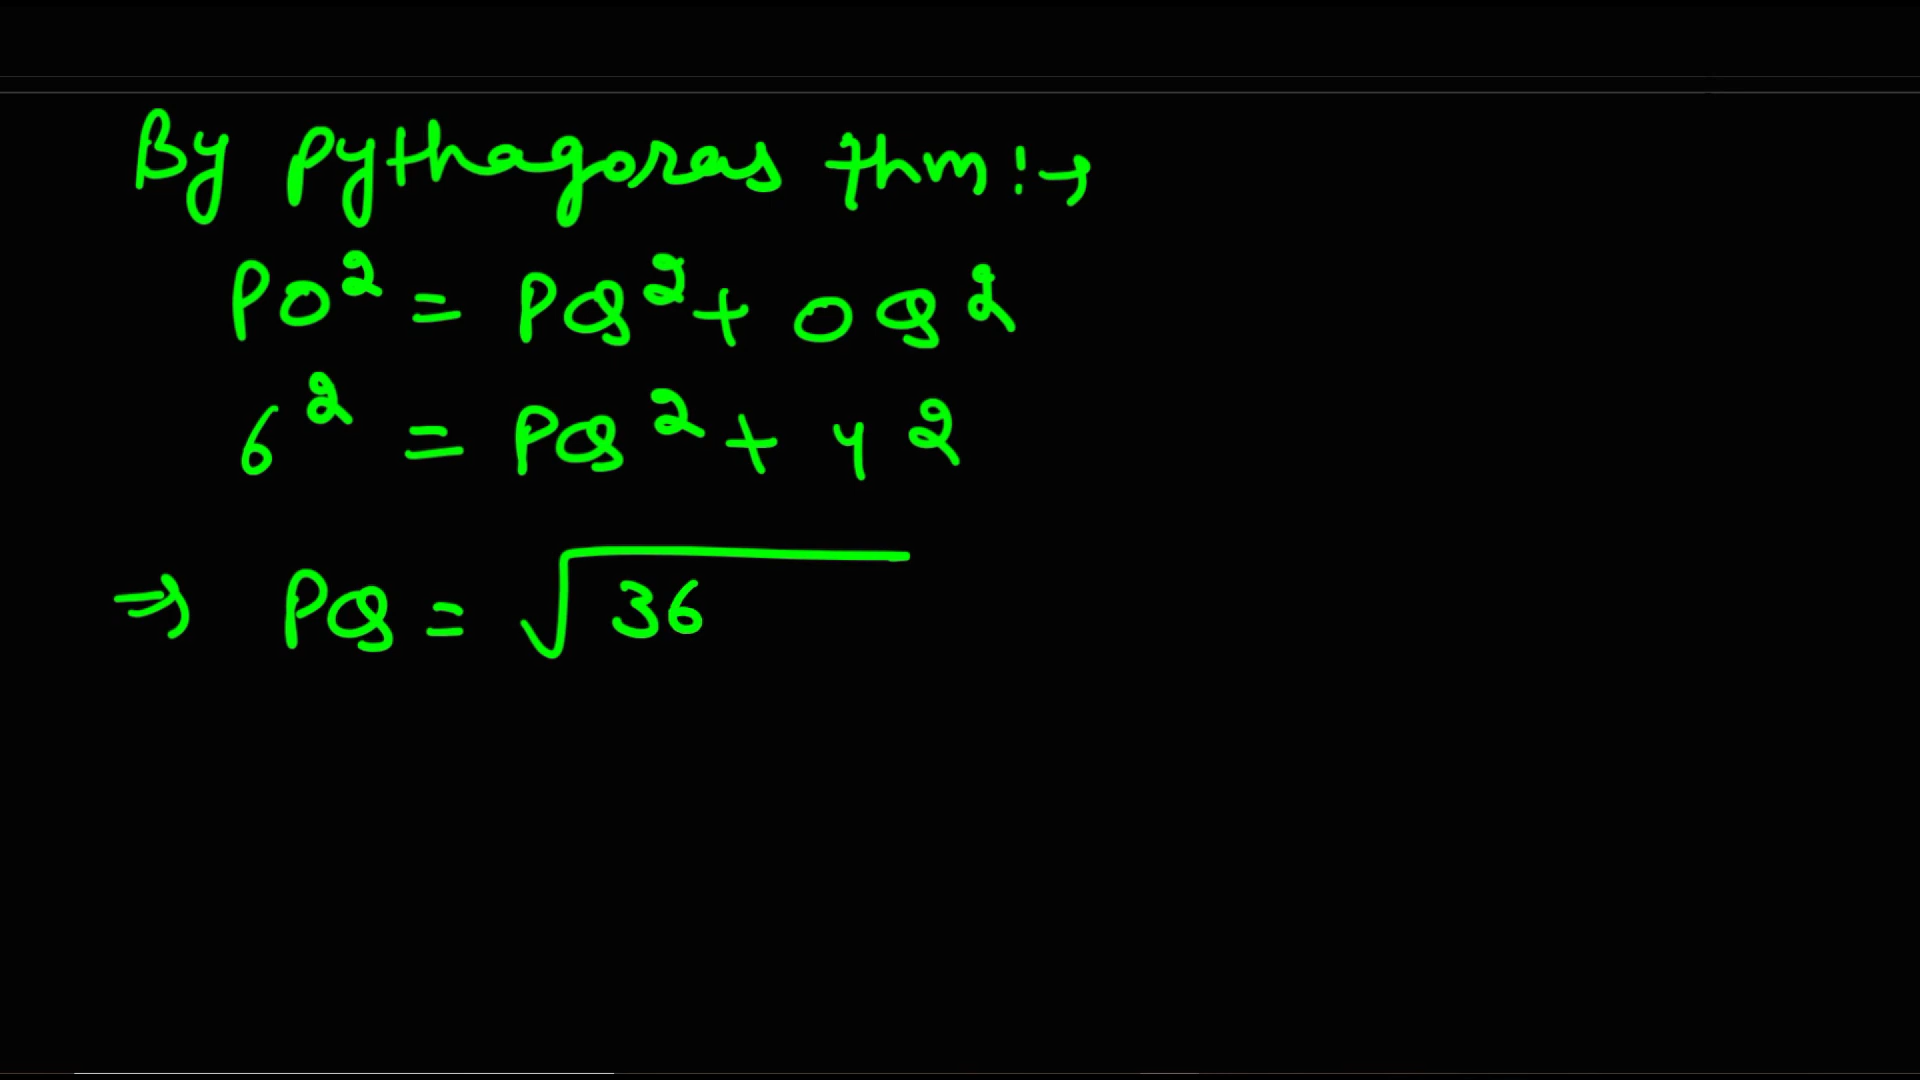 By Pythagoras thm:→
PO² = PQ² + OQ²
6² = PQ² + 4²
⇒ PQ = √36